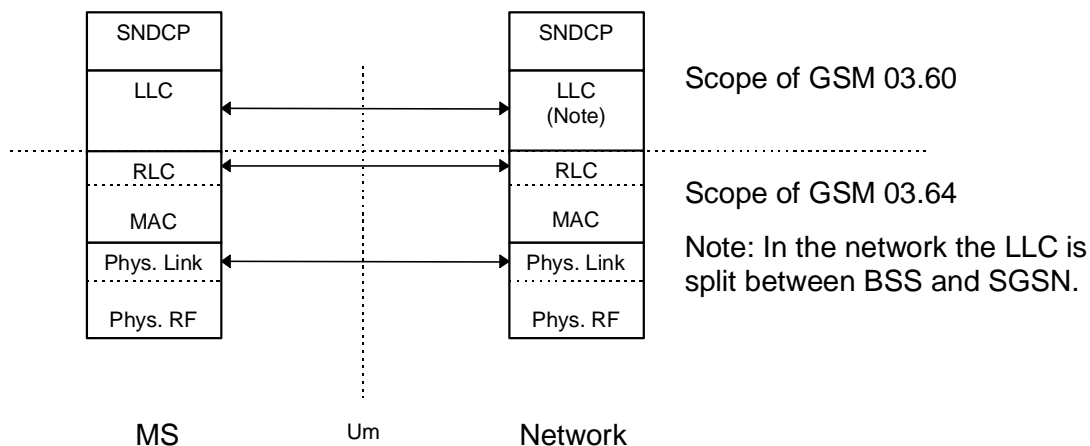 SNDCP
LLC
RLC
MAC
Phys. Link
Phys. RF
MS
Um
SNDCP
LLC
(Note)
RLC
MAC
Phys. Link
Phys. RF
Network
Scope of GSM 03.60
Scope of GSM 03.64
Note: In the network the LLC is
split between BSS and SGSN.